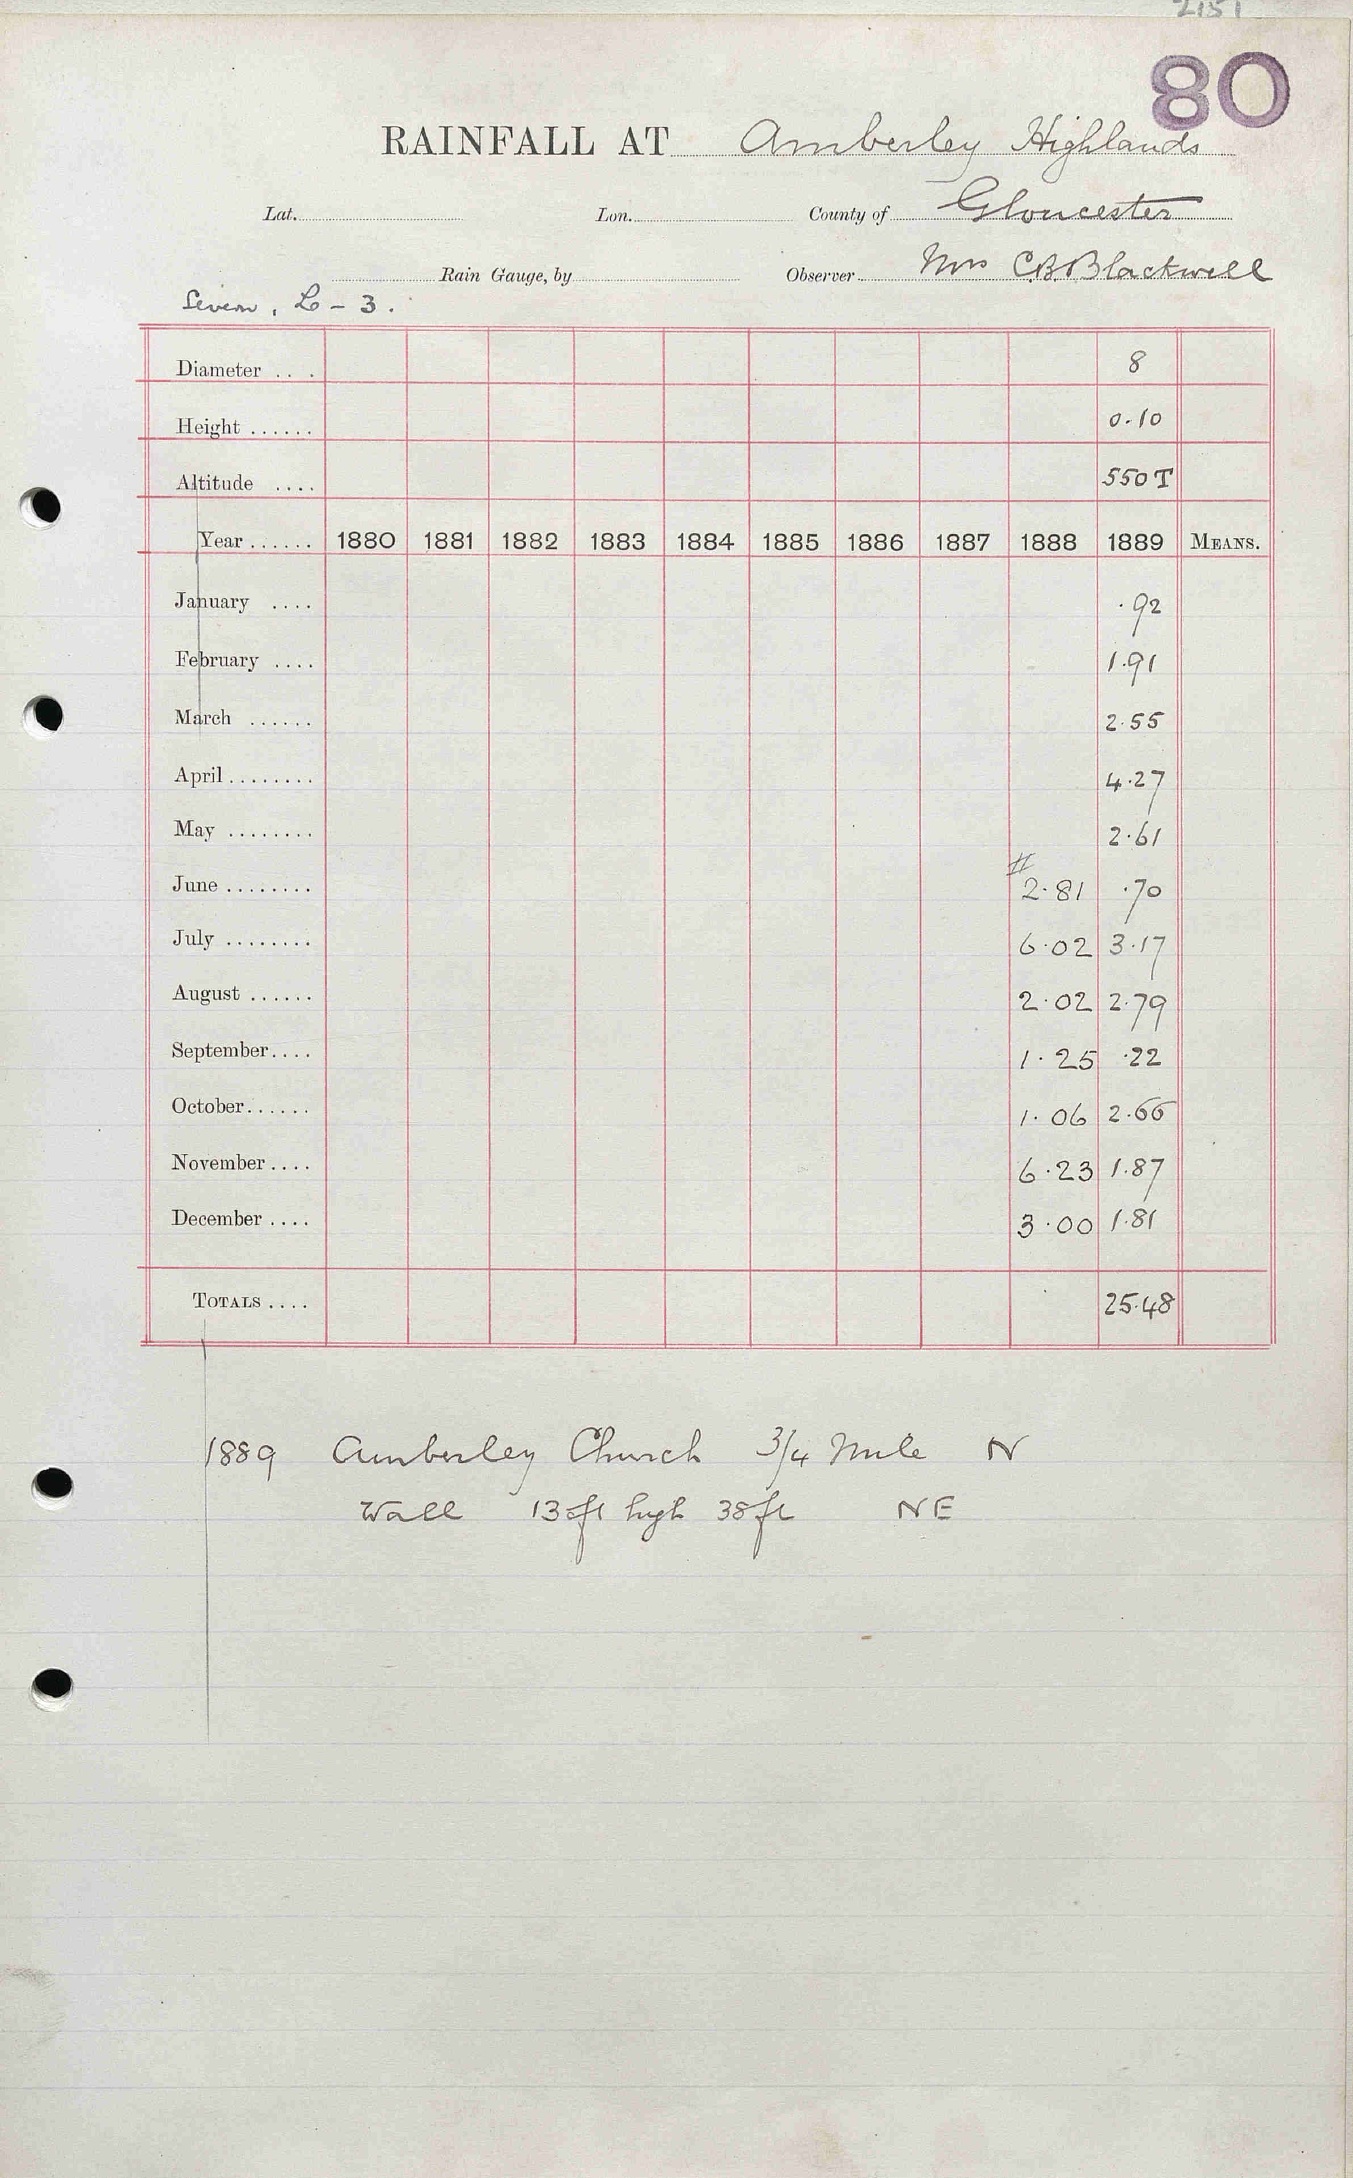 2151
80
RAINFALL AT Amberley Highlands
Lat. Lon. County of Gloucester
Rain Gauge, by Observer Mrs C.B. Blackwell
Severn, L - 3.
Diameter . . . 8
Height ...... 0.10
Altitude .... 550 T
Year ...... 1880 1881 1882 1883 1884 1885 1886 1887 1888 1889 MEANS.
January .... .92
February .... 1.91
March ...... 2.55
April ........ 4.27
May ........ 2.61
#
June ........ 2.81 .70
July ........ 6.02 3.17
August ...... 2.02 2.79
September.... 1.25 .22
October...... 1.06 2.66
November .... 6.23 1.87
December .... 3.00 1.81
TOTALS .... 25.48
1889 Amberley Church 3/4 Mile N
Wall 13 ft high 38 ft NE